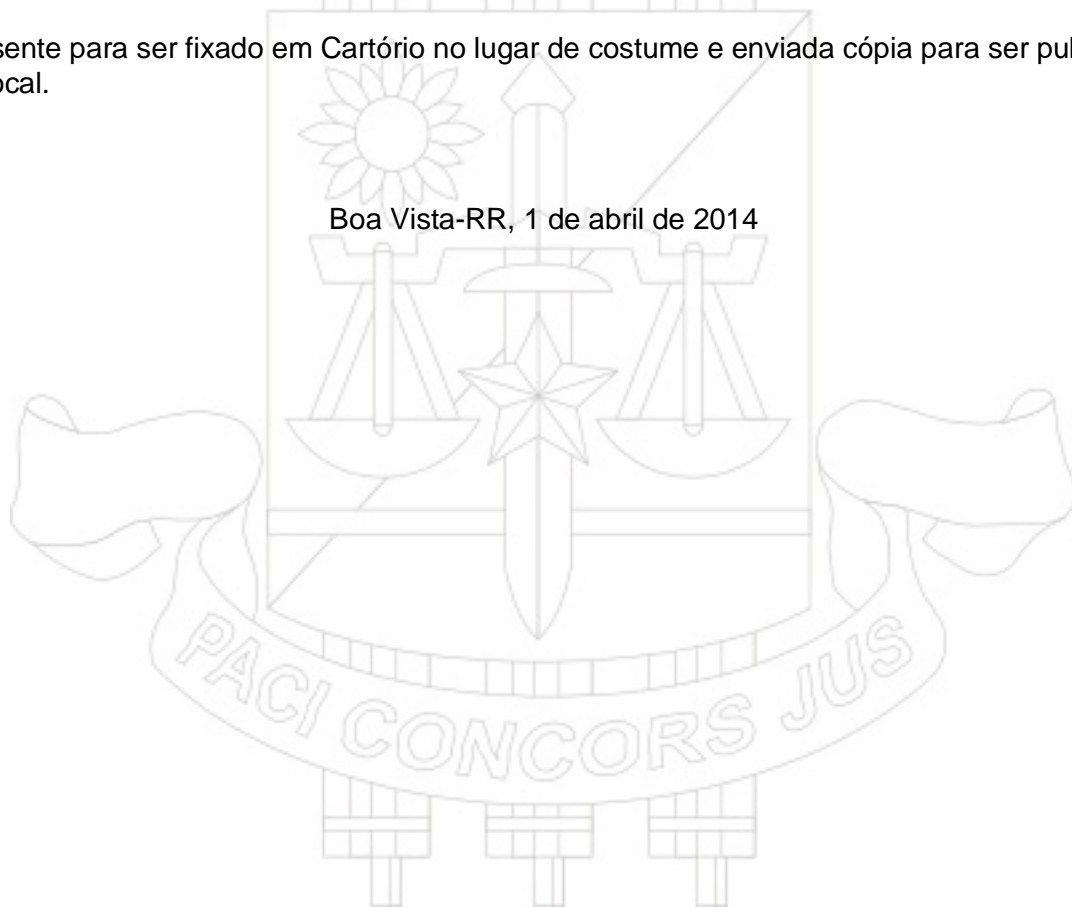 sente para ser fixado em Cartório no lugar de costume e enviada cópia para ser pul
ocal.
Boa Vista-RR, 1 de abril de 2014
PACI CONCORS JUS